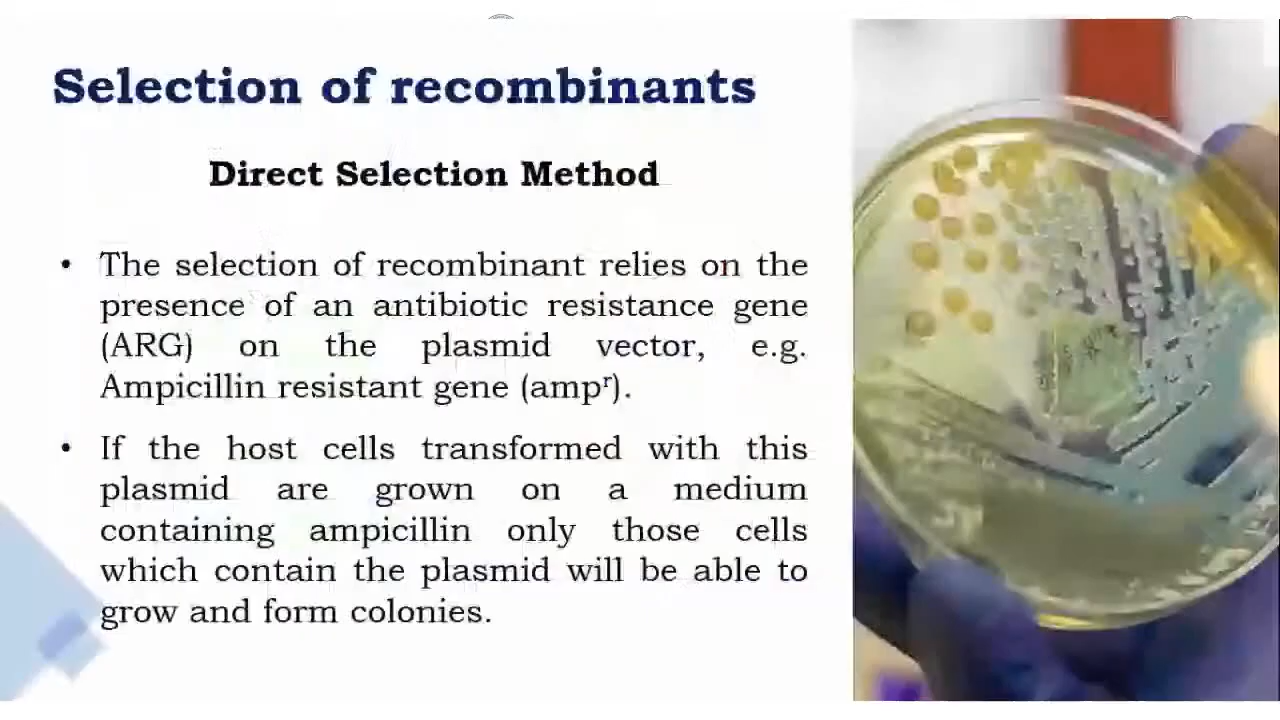 Selection of recombinants
Direct Selection Method
• The selection of recombinant relies on the
presence of an antibiotic resistance gene
(ARG) on the plasmid vector, e.g.
Ampicillin resistant gene (ampʳ).
• If the host cells transformed with this
plasmid are grown on a medium
containing ampicillin only those cells
which contain the plasmid will be able to
grow and form colonies.